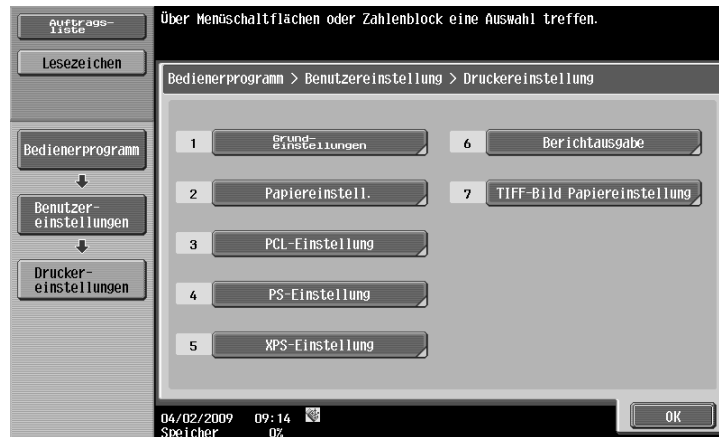 Auftrags-
liste
Lesezeichen
Über Menüschaltflächen oder Zahlenblock eine Auswahl treffen.
Bedienerprogramm > Benutzereinstellung > Druckereinstellung
Bedienerprogramm
Benutzer-
einstellungen
Drucker-
einstellungen
1 Grund-
einstellungen
2 Papiereinstell.
3 PCL-Einstellung
4 PS-Einstellung
5 XPS-Einstellung
6 Berichtausgabe
7 TIFF-Bild Papiereinstellung
04/02/2009 09:14
Speicher 0%
OK